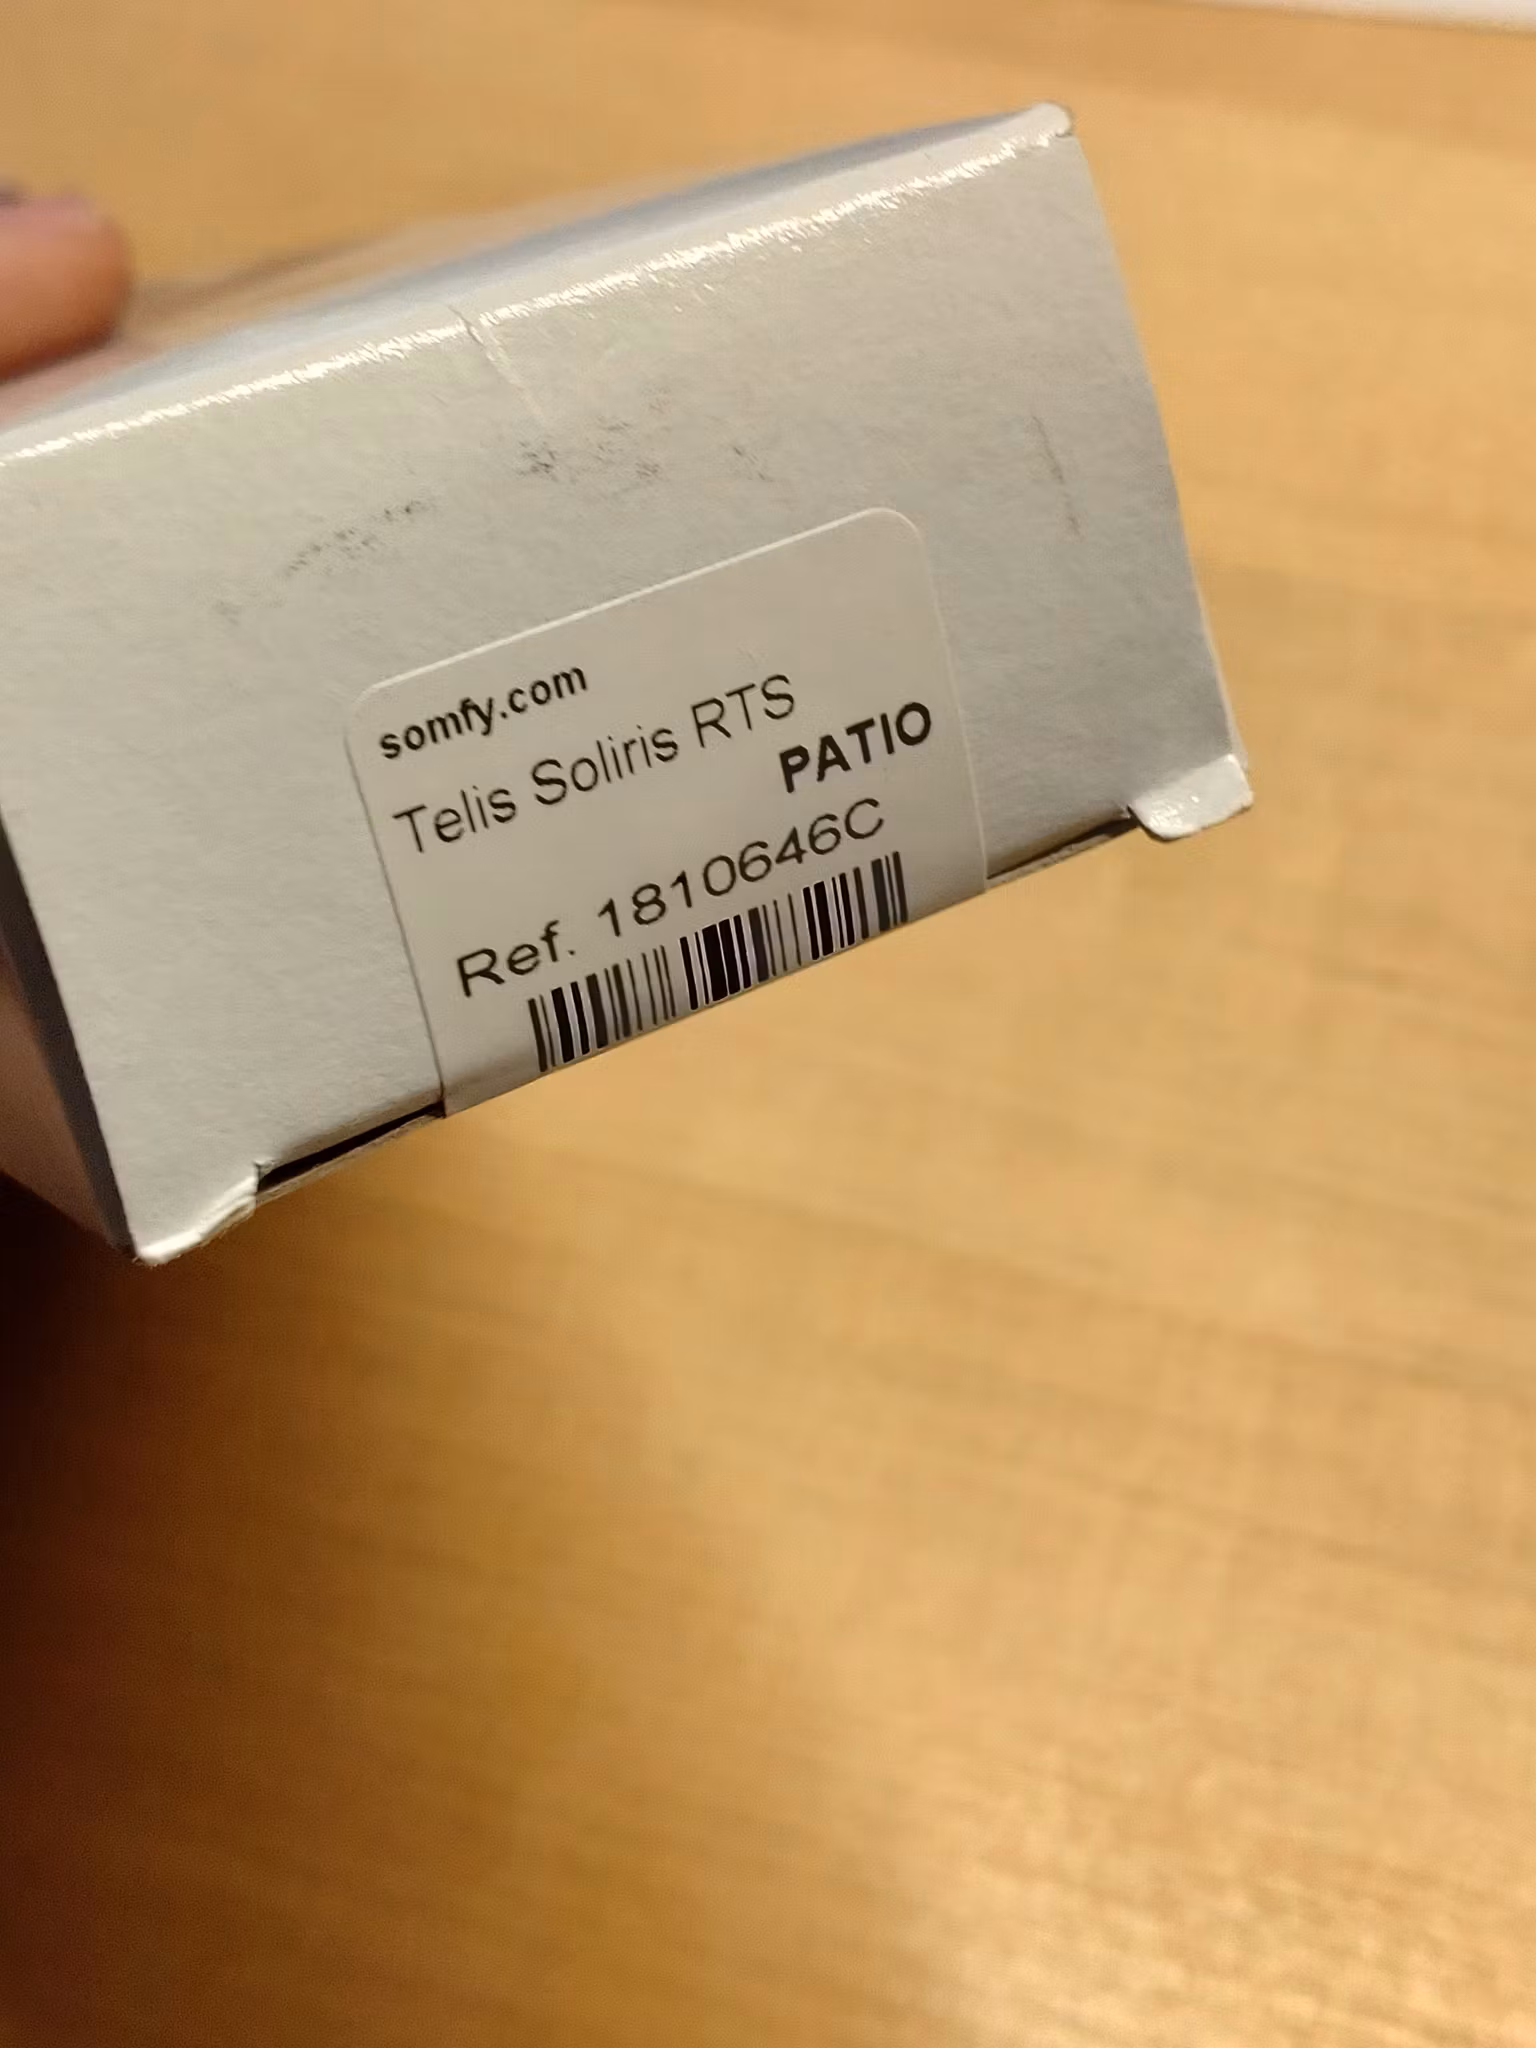 somfy.com
Telis Soliris RTS
PATIO
Ref. 1810646C